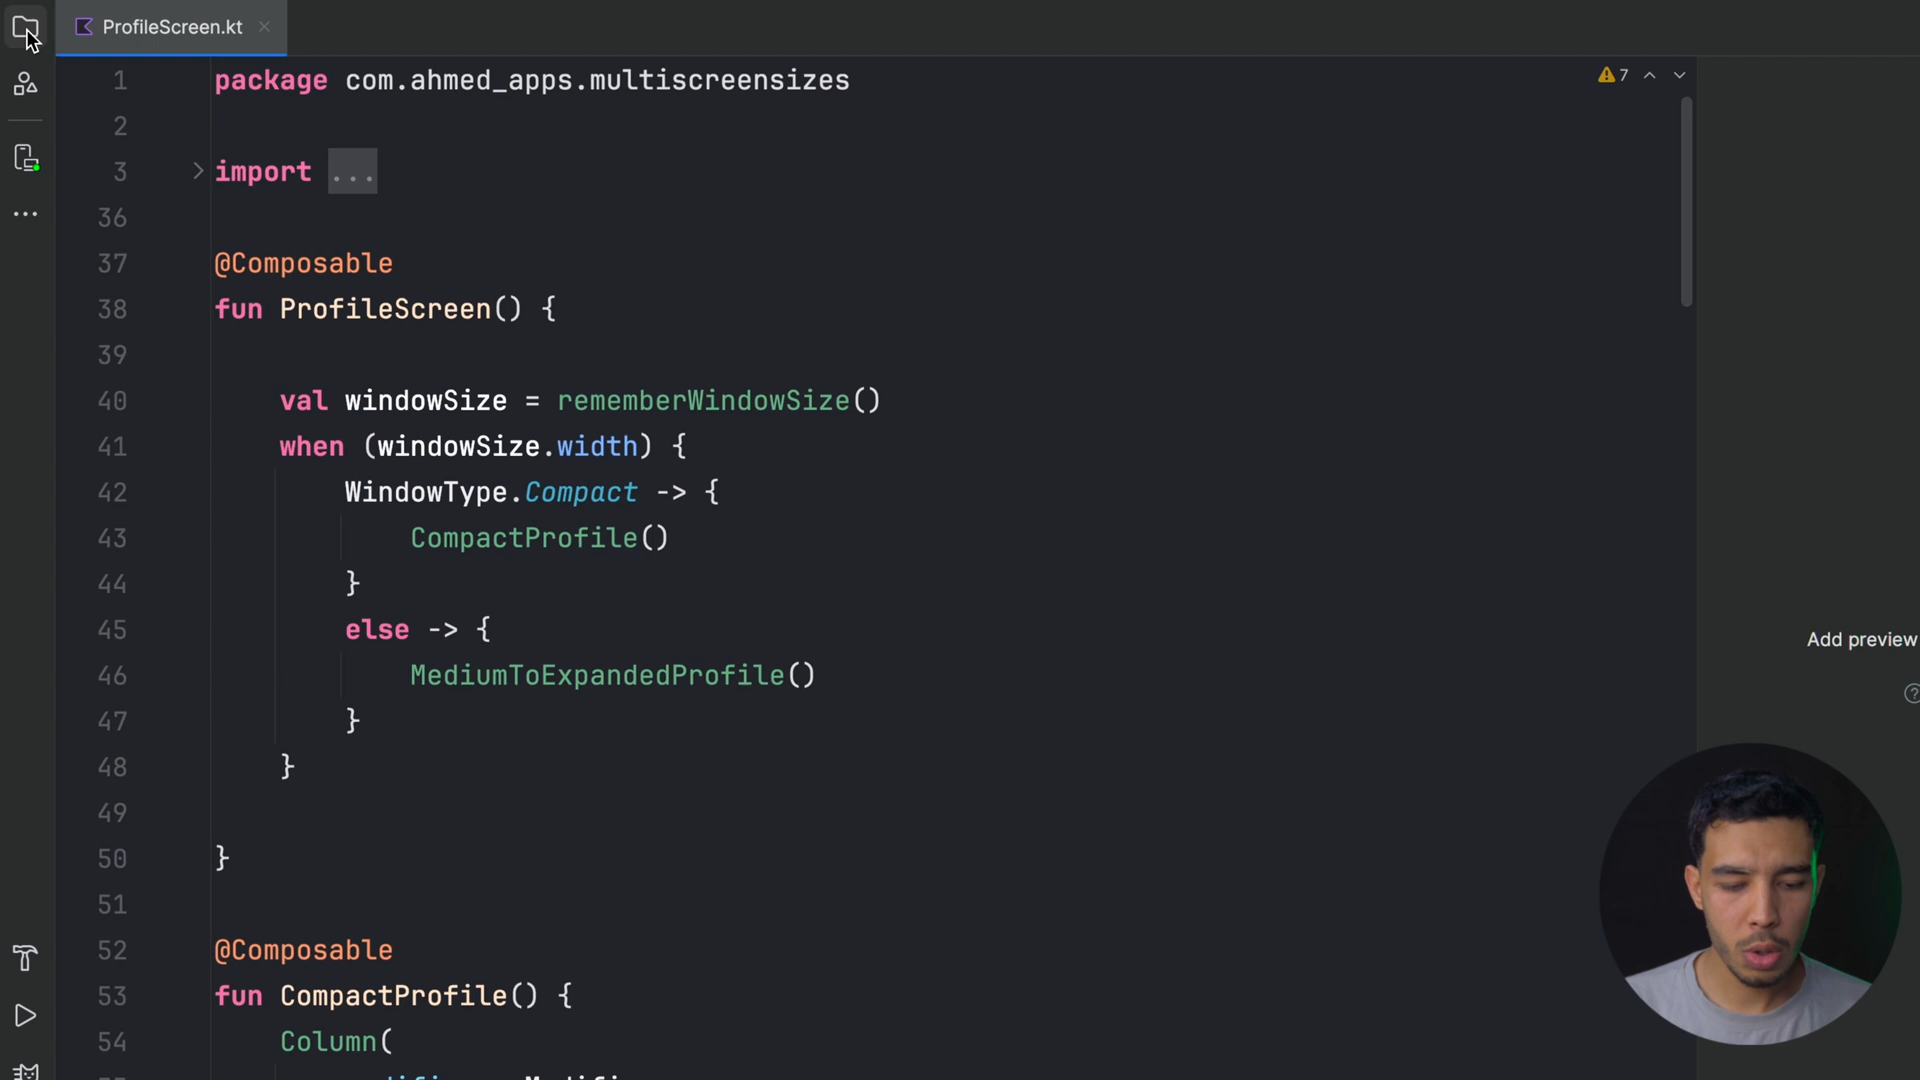 ProfileScreen.kt
1 package com.ahmed_apps.multiscreensizes
7
2
3 import ...
36
37 @Composable
38 fun ProfileScreen() {
39
40 val windowSize = rememberWindowSize()
41 when (windowSize.width) {
42 WindowType.Compact -> {
43 CompactProfile()
44 }
45 else -> {
46 MediumToExpandedProfile()
47 }
48 }
49
50 }
51
52 @Composable
53 fun CompactProfile() {
54 Column(
Add preview